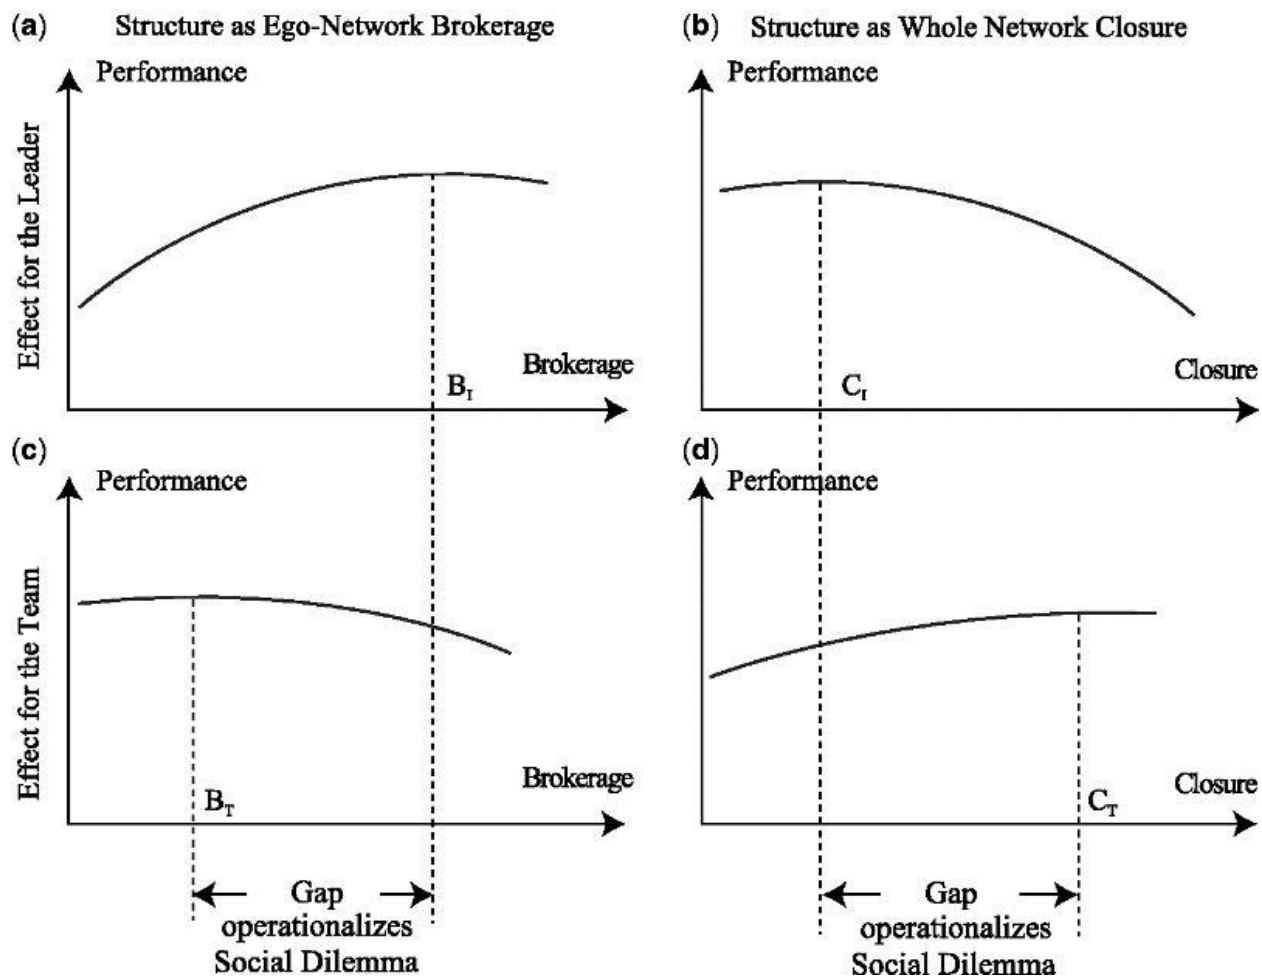 (a) Structure as Ego-Network Brokerage
(b) Structure as Whole Network Closure
Performance
Effect for the Leader
Brokerage
B_I
Performance
Closure
C_I
(c)
Performance
Effect for the Team
Brokerage
B_T
Gap
operationalizes
Social Dilemma
(d)
Performance
Closure
C_T
Gap
operationalizes
Social Dilemma